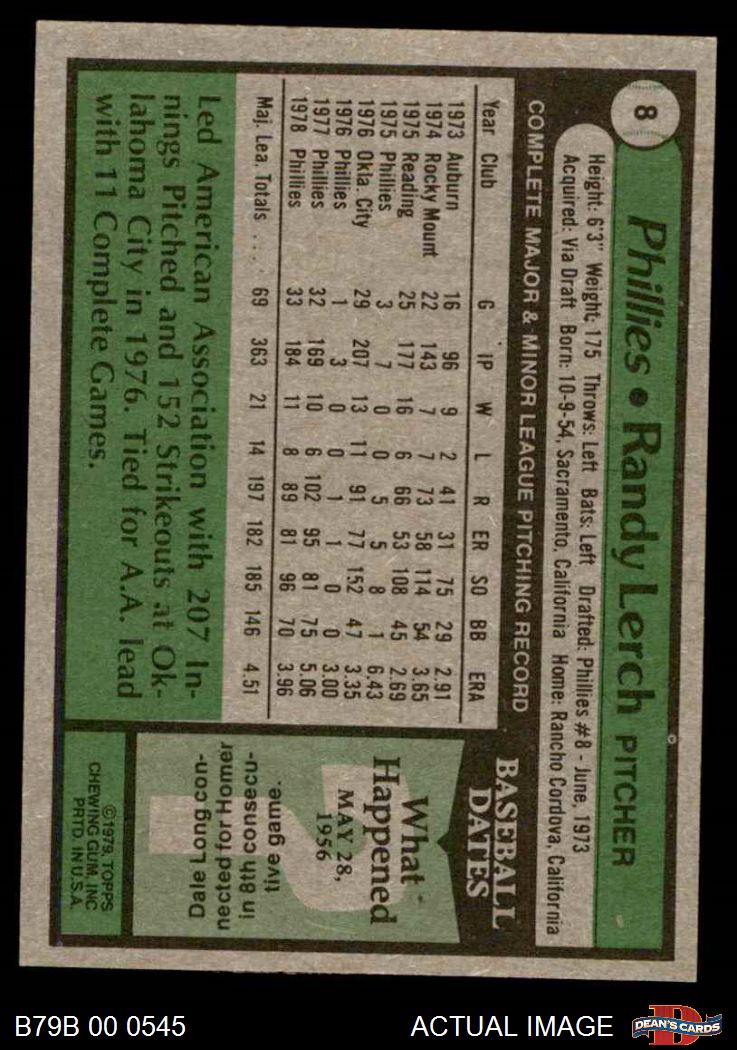 8
Phillies • Randy Lerch PITCHER
Height: 6'3" Weight: 175 Throws: Left Bats: Left Drafted: Phillies #8 - June, 1973
Acquired: Via Draft Born: 10-9-54, Sacramento, California Home: Rancho Cordova, California
COMPLETE MAJOR & MINOR LEAGUE PITCHING RECORD
Year Club G IP W L R ER SO BB ERA
1973 Auburn 16 96 9 2 41 31 75 29 2.91
1974 Rocky Mount 22 143 7 7 73 58 114 54 3.65
1975 Reading 25 177 16 6 66 53 108 45 2.69
1975 Phillies 3 7 0 0 5 5 8 1 6.43
1976 Okla. City 29 207 13 11 91 77 152 47 3.35
1976 Phillies 1 3 0 0 1 1 0 0 3.00
1977 Phillies 32 169 10 6 102 95 81 75 5.06
1978 Phillies 33 184 11 8 89 81 96 70 3.96
Maj. Lea. Totals .... 69 363 21 14 197 182 185 146 4.51
Led American Association with 207 In-
nings Pitched and 152 Strikeouts at Ok-
lahoma City in 1976. Tied for A.A. lead
with 11 Complete Games.
BASEBALL
DATES
What
Happened
MAY 28,
1956
Dale Long con-
nected for Homer
in 8th consecu-
tive game.
©1979, TOPPS
CHEWING GUM, INC
PRTD. IN U.S.A.
B79B 00 0545
ACTUAL IMAGE
DEAN'S CARDS